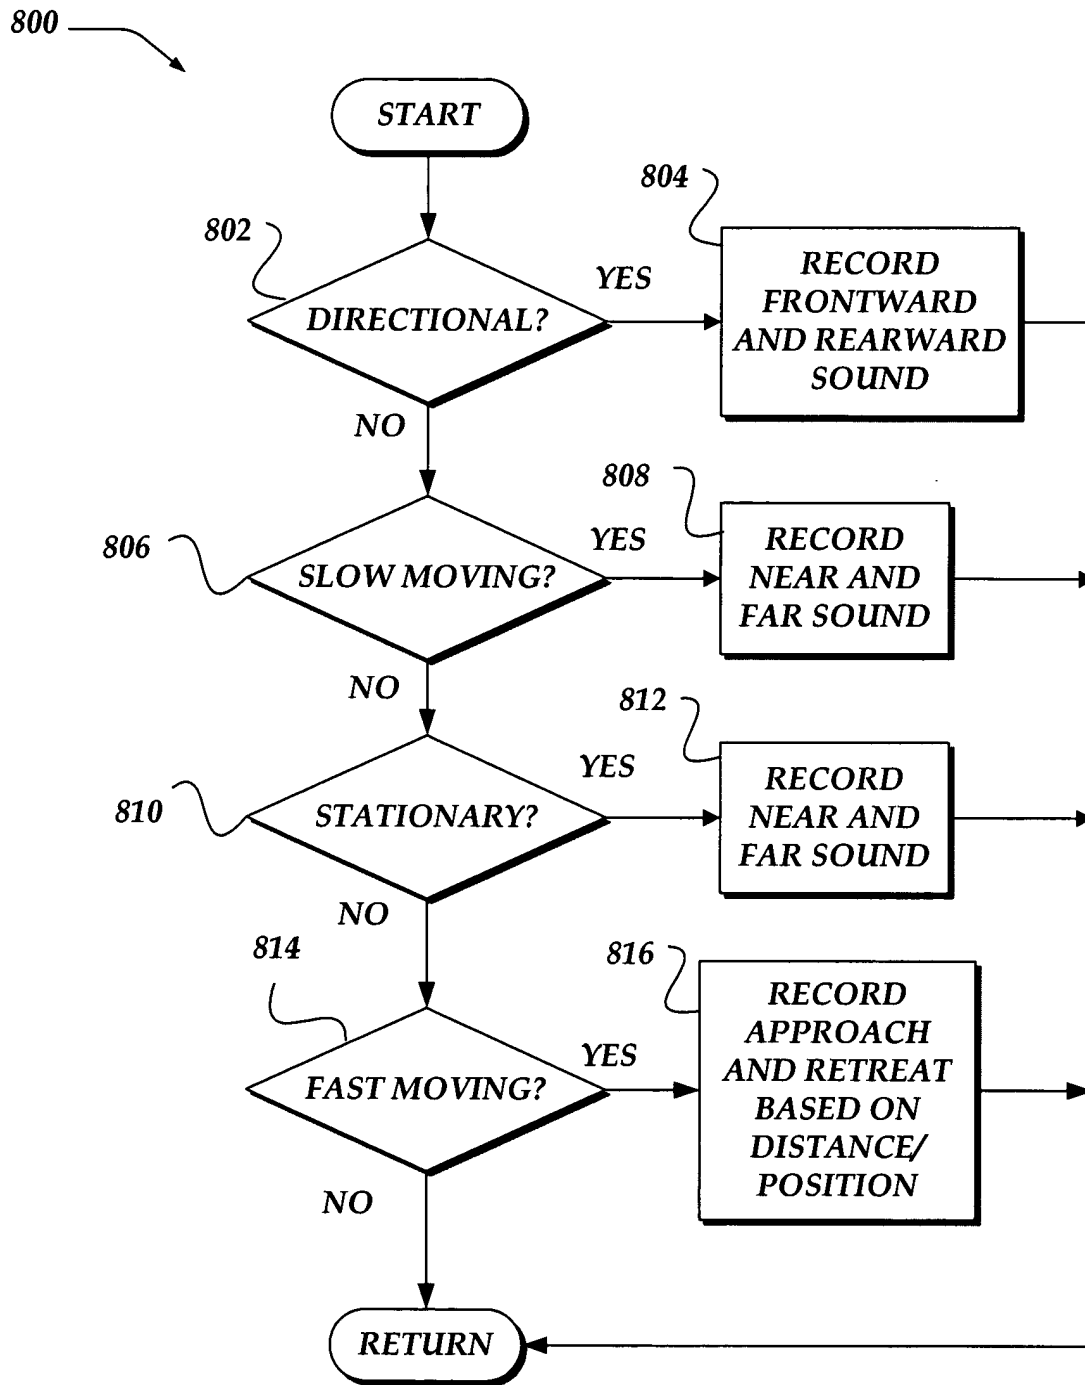 800
START
802
DIRECTIONAL?
YES
NO
804
RECORD
FRONTWARD
AND REARWARD
SOUND
806
SLOW MOVING?
YES
NO
808
RECORD
NEAR AND
FAR SOUND
810
STATIONARY?
YES
NO
812
RECORD
NEAR AND
FAR SOUND
814
FAST MOVING?
YES
NO
816
RECORD
APPROACH
AND RETREAT
BASED ON
DISTANCE/
POSITION
RETURN